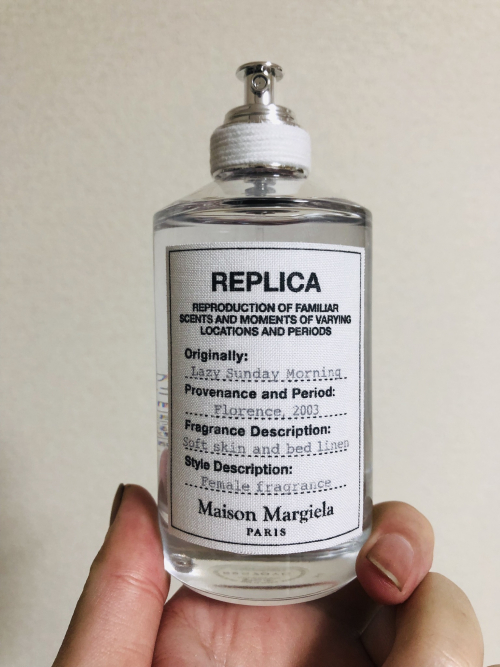 REPLICA
REPRODUCTION OF FAMILIAR
SCENTS AND MOMENTS OF VARYING
LOCATIONS AND PERIODS
Originally:
Lazy Sunday Morning
Provenance and Period:
Florence, 2003
Fragrance Description:
Soft skin and bed linen
Style Description:
Female fragrance
Maison Margiela
PARIS